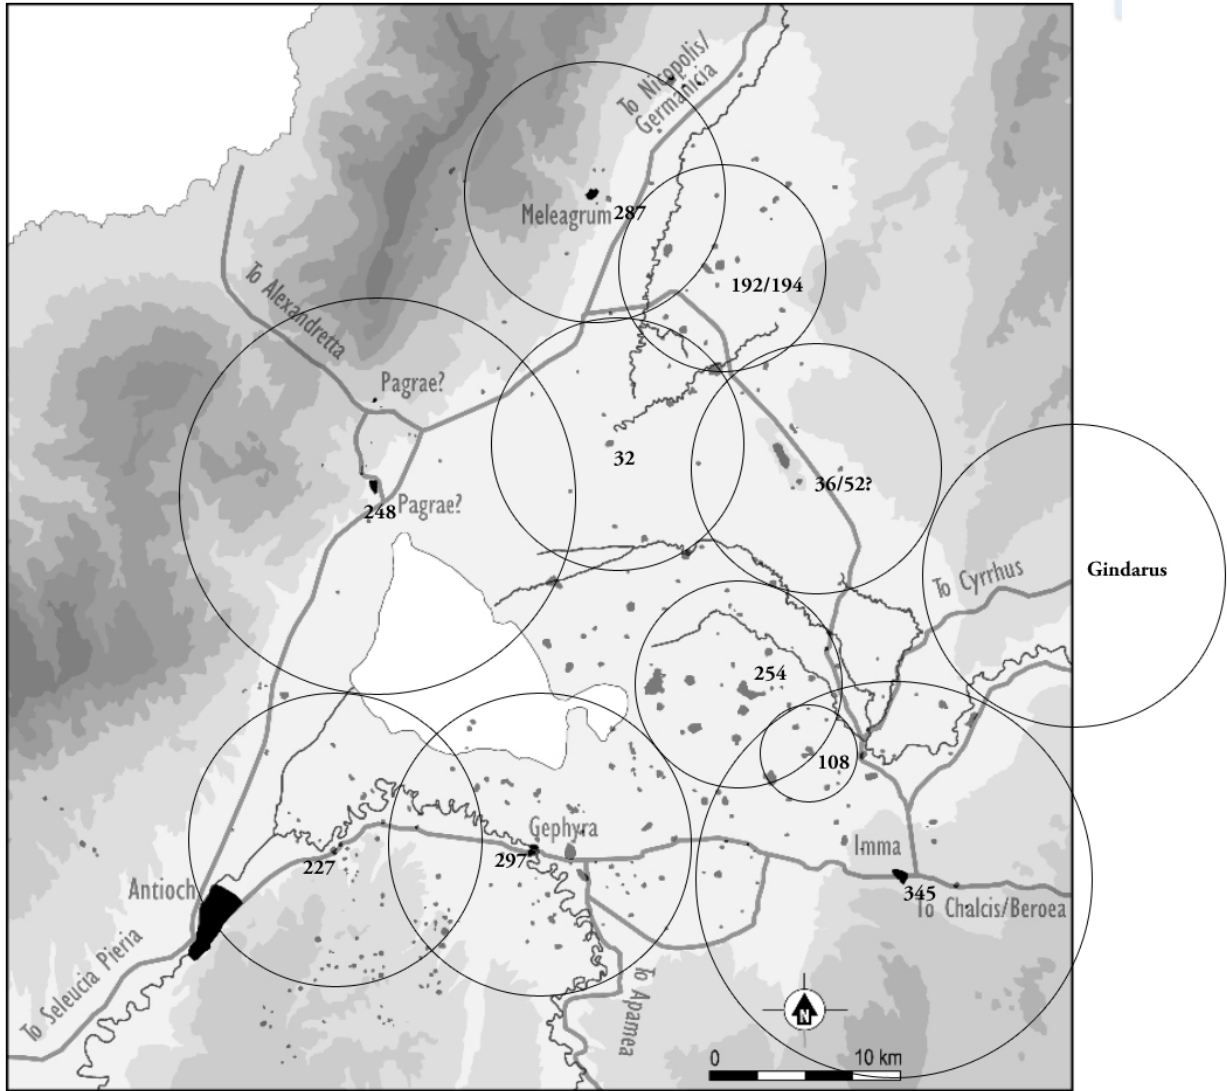 To Nicopolis/
Germanicia
Meleagrum
287
192/194
To Alexandretta
Pagrae?
32
36/52?
Pagrae?
248
Gindarus
To Cyrrhus
254
108
Gephyra
297
227
Imma
345
Antioch
To Chalcis/Beroea
To Seleucia Pieria
To Apamea
N
0 10 km